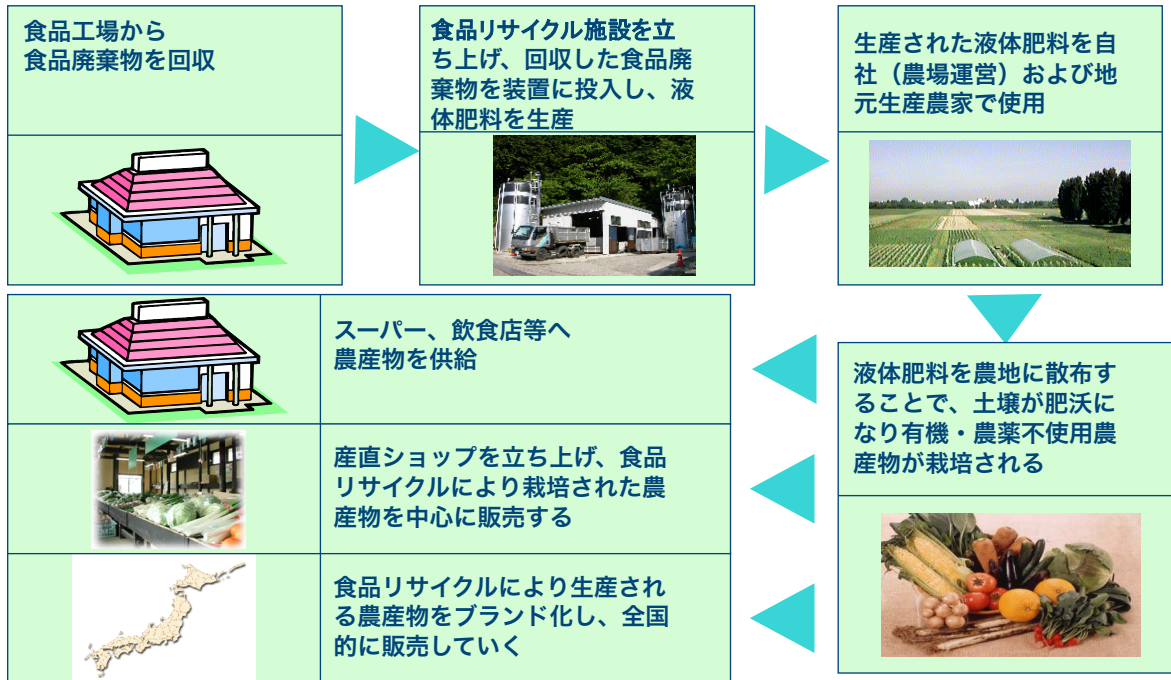 食品工場から
食品廃棄物を回収
食品リサイクル施設を立
ち上げ、回収した食品廃
棄物を装置に投入し、液
体肥料を生産
生産された液体肥料を自
社（農場運営）および地
元生産農家で使用
液体肥料を農地に散布す
ることで、土壌が肥沃に
なり有機・農薬不使用農
産物が栽培される
スーパー、飲食店等へ
農産物を供給
産直ショップを立ち上げ、食品
リサイクルにより栽培された農
産物を中心に販売する
食品リサイクルにより生産され
る農産物をブランド化し、全国
的に販売していく